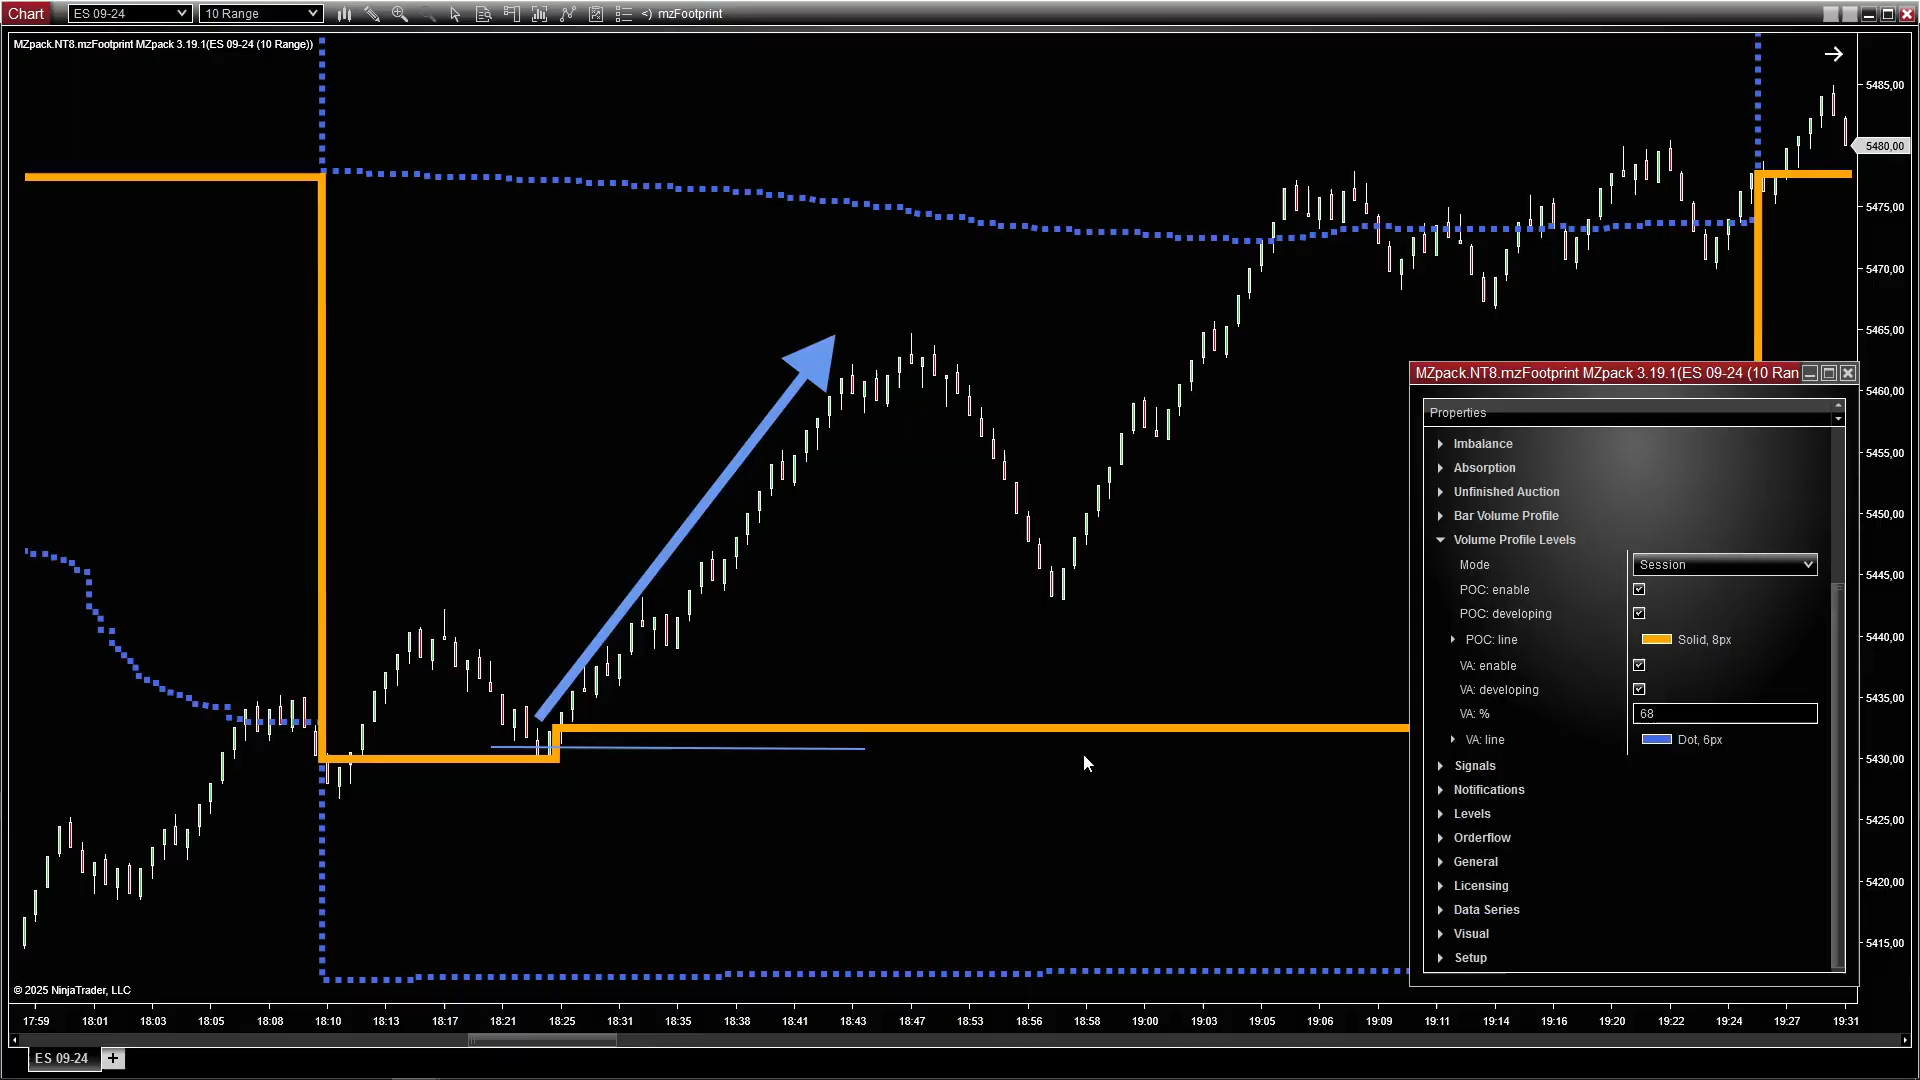 Chart
ES 09-24
10 Range
<) mzFootprint
MZpack.NT8.mzFootprint MZpack 3.19.1(ES 09-24 (10 Range))
5485,00
5480,00
5475,00
5470,00
5465,00
5460,00
5455,00
5450,00
5445,00
5440,00
5435,00
5430,00
5425,00
5420,00
5415,00
MZpack.NT8.mzFootprint MZpack 3.19.1(ES 09-24 (10 Ran
Properties
Imbalance
Absorption
Unfinished Auction
Bar Volume Profile
Volume Profile Levels
Mode Session
POC: enable
POC: developing
POC: line Solid, 8px
VA: enable
VA: developing
VA: % 68
VA: line Dot, 6px
Signals
Notifications
Levels
Orderflow
General
Licensing
Data Series
Visual
Setup
© 2025 NinjaTrader, LLC
17:59 18:01 18:03 18:05 18:08 18:10 18:13 18:17 18:21 18:25 18:31 18:35 18:38 18:41 18:43 18:47 18:53 18:56 18:58 19:00 19:03 19:05 19:06 19:09 19:11 19:14 19:16 19:20 19:22 19:24 19:27 19:31
ES 09-24 +